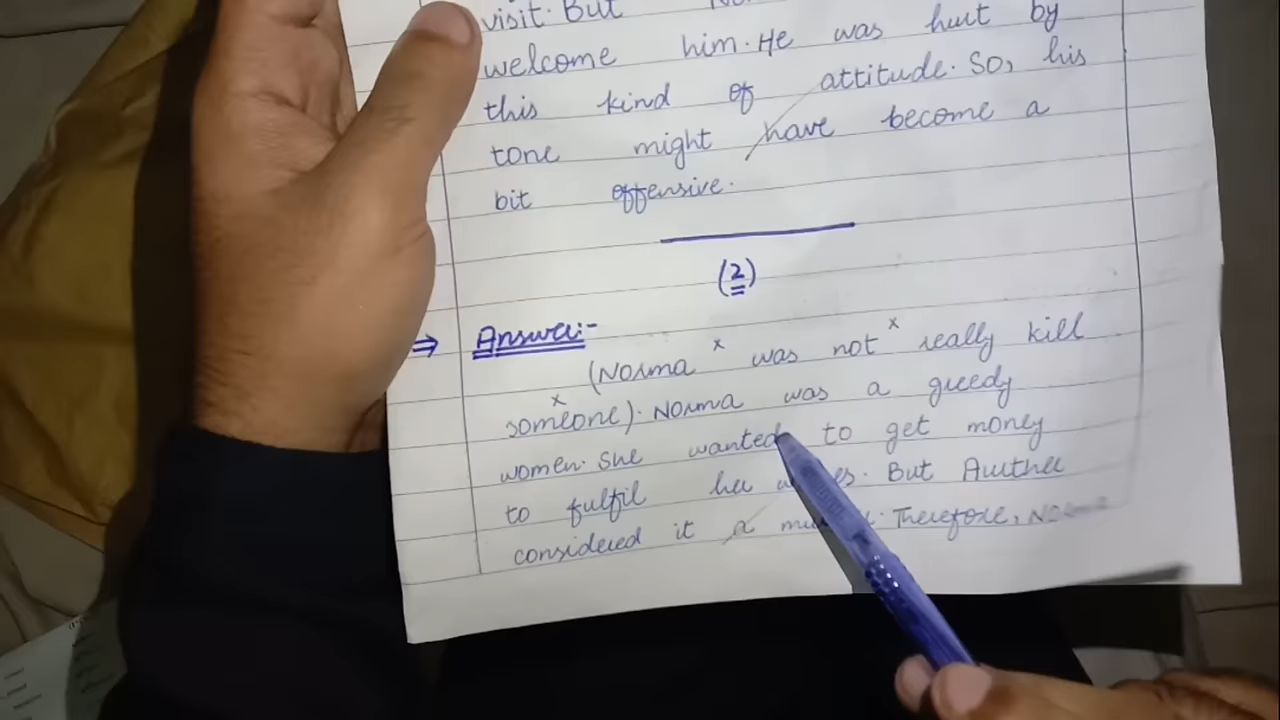 visit. But
welcome him. He was hurt by
this kind of attitude. So, his
tone might have become a
bit offensive.
(2)
⇒ Answer:-
(Norma x was not x really kill
x someone). Norma was a greedy
women. She wanted to get money
to fulfil her. But Aurther
considered it a Therefore, Norma